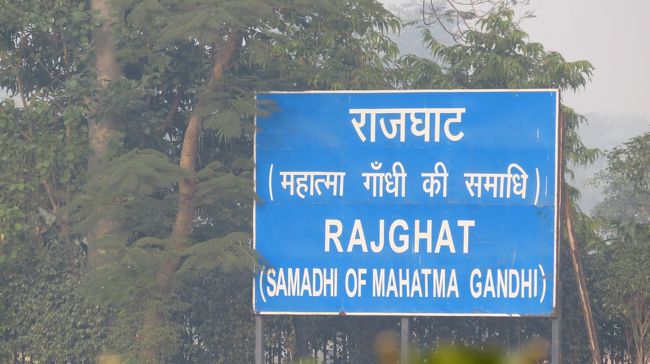 राजघाट
(महात्मा गाँधी की समाधि)
RAJGHAT
(SAMADHI OF MAHATMA GANDHI)